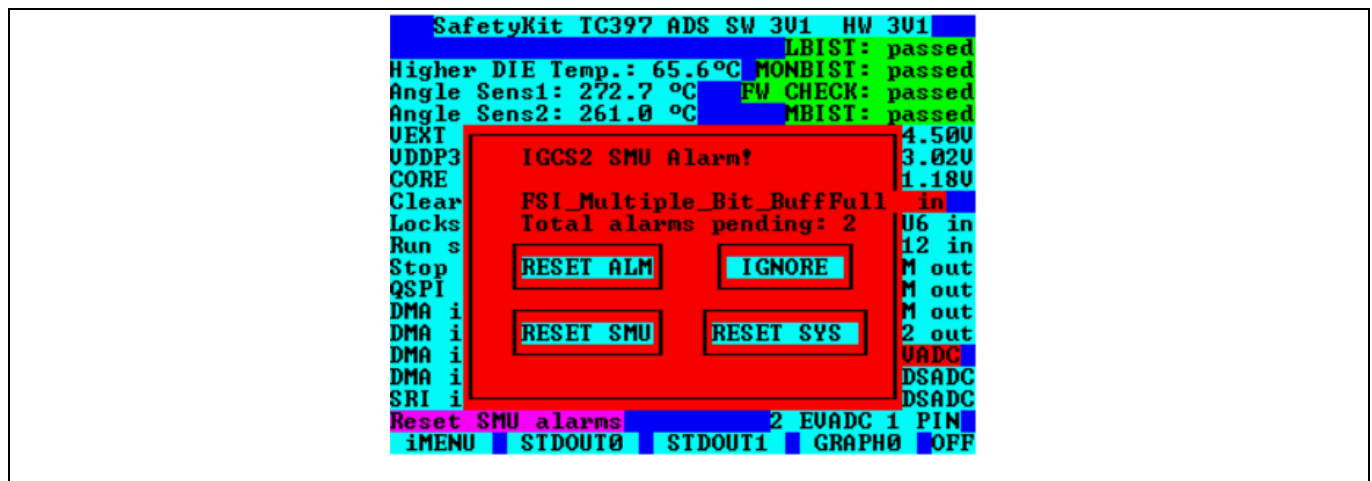 SafetyKit TC397 ADS SW 3V1 HW 3V1
LBIST: passed
Higher DIE Temp.: 65.6ºC MONBIST: passed
Angle Sens1: 272.7 ºC FW CHECK: passed
Angle Sens2: 261.0 ºC MBIST: passed
VEXT 4.50V
VDDP3 3.02V
CORE 1.18V
IGCS2 SMU Alarm!
Clear FSI_Multiple_Bit_BuffFull in
Locks Total alarms pending: 2 V6 in
Run s 12 in
Stop RESET ALM IGNORE M out
QSPI M out
DMA i M out
DMA i RESET SMU RESET SYS 2 out
DMA i VADC
DMA i DSADC
SRI i DSADC
Reset SMU alarms 2 EVADC 1 PIN
iMENU STDOUT0 STDOUT1 GRAPH0 OFF